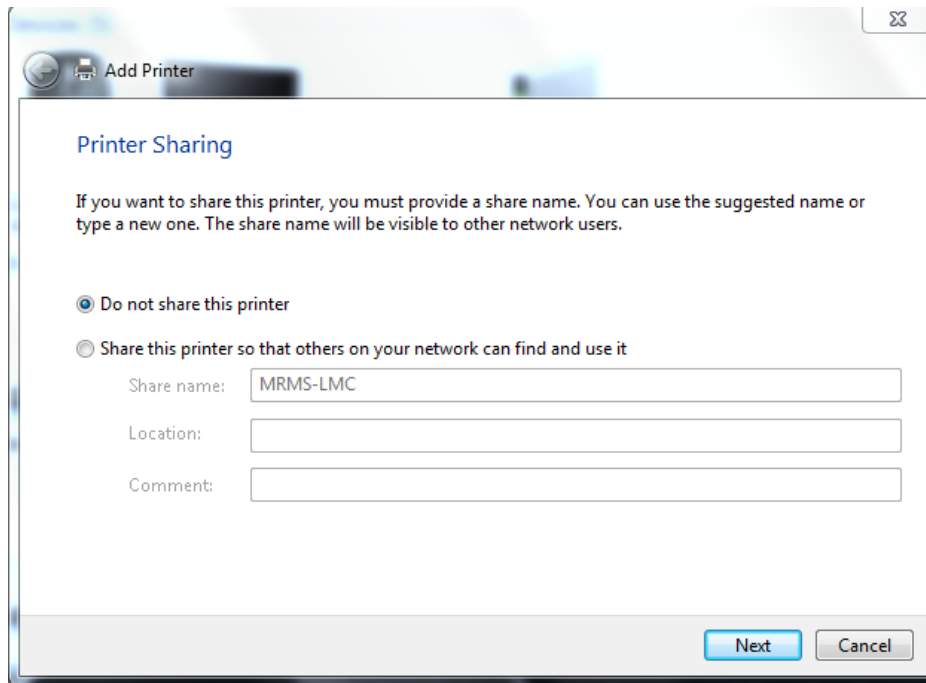 Add Printer
Printer Sharing
If you want to share this printer, you must provide a share name. You can use the suggested name or
type a new one. The share name will be visible to other network users.
Do not share this printer
Share this printer so that others on your network can find and use it
Share name: MRMS-LMC
Location:
Comment:
Next Cancel